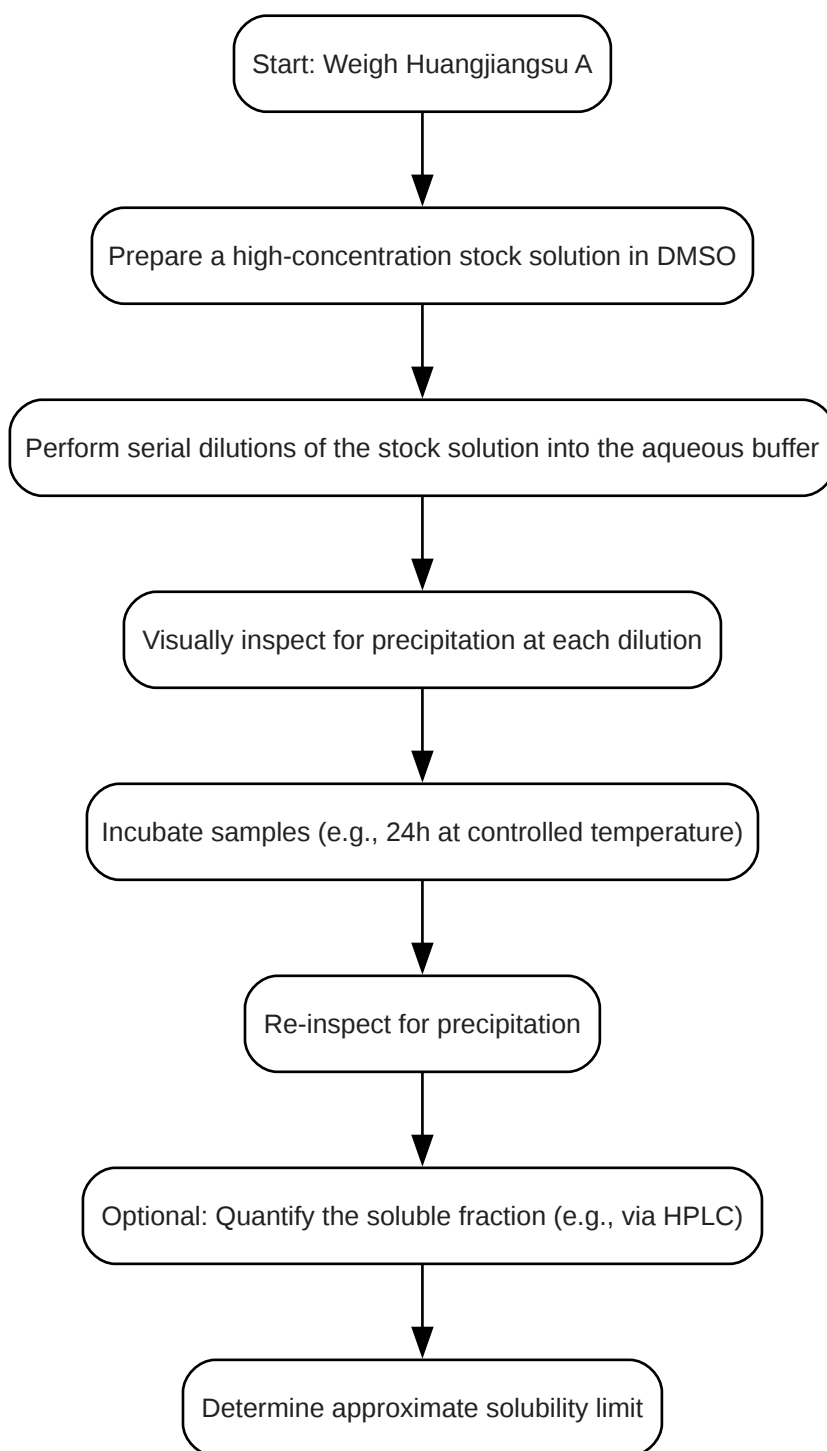 Start: Weigh Huangjiangsu A
Prepare a high-concentration stock solution in DMSO
Perform serial dilutions of the stock solution into the aqueous buffer
Visually inspect for precipitation at each dilution
Incubate samples (e.g., 24h at controlled temperature)
Re-inspect for precipitation
Optional: Quantify the soluble fraction (e.g., via HPLC)
Determine approximate solubility limit